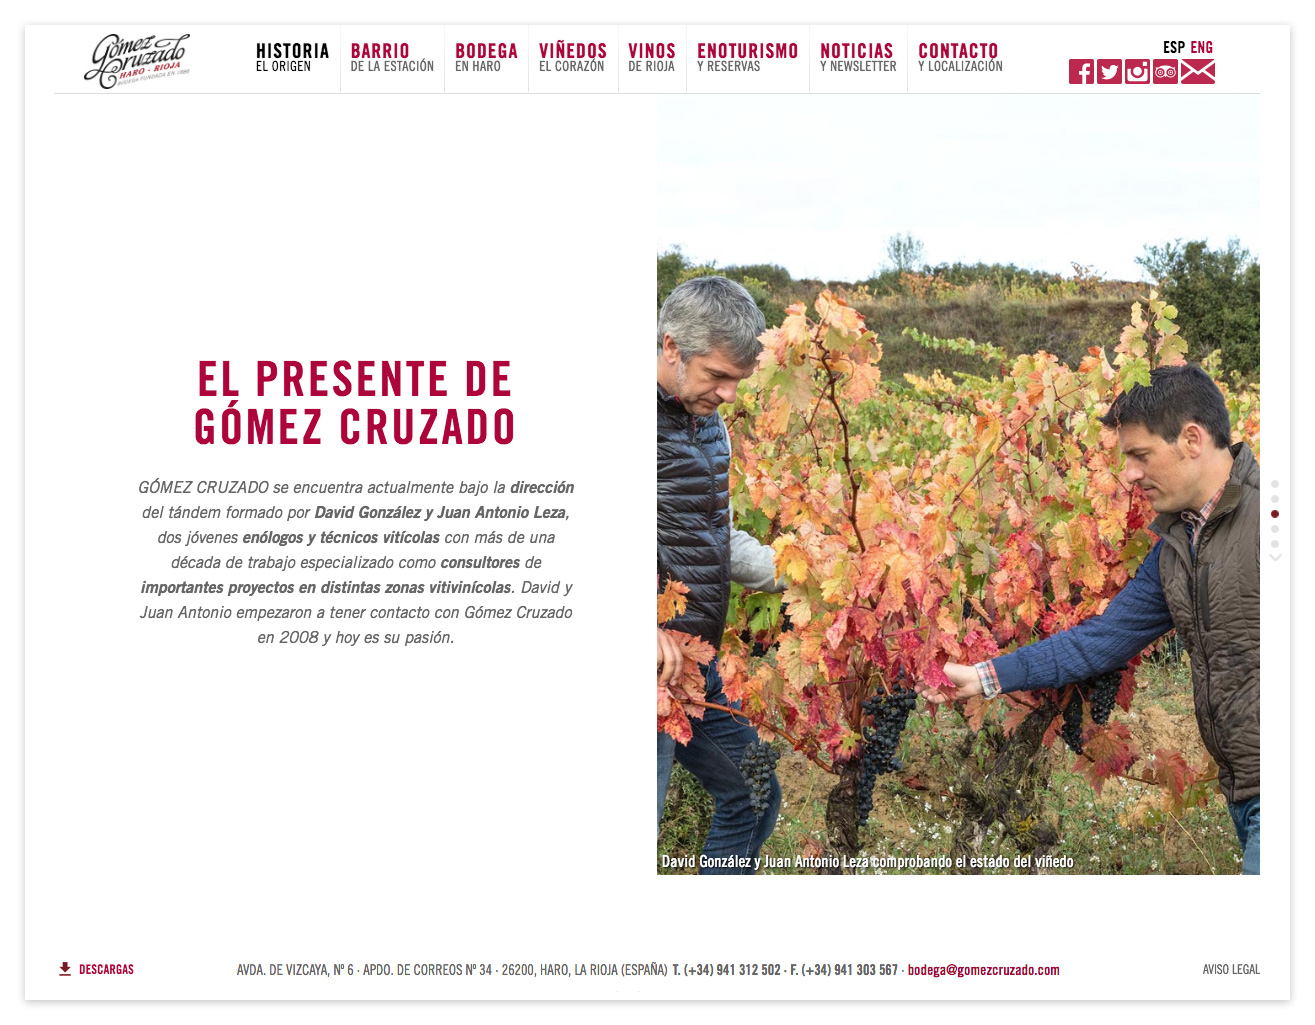 Gómez
Cruzado
HARO - RIOJA
BODEGA FUNDADA EN 1886
HISTORIA
EL ORIGEN
BARRIO
DE LA ESTACIÓN
BODEGA
EN HARO
VIÑEDOS
EL CORAZÓN
VINOS
DE RIOJA
ENOTURISMO
Y RESERVAS
NOTICIAS
Y NEWSLETTER
CONTACTO
Y LOCALIZACIÓN
ESP ENG
EL PRESENTE DE
GÓMEZ CRUZADO
GÓMEZ CRUZADO se encuentra actualmente bajo la dirección
del tándem formado por David González y Juan Antonio Leza,
dos jóvenes enólogos y técnicos vitícolas con más de una
década de trabajo especializado como consultores de
importantes proyectos en distintas zonas vitivinícolas. David y
Juan Antonio empezaron a tener contacto con Gómez Cruzado
en 2008 y hoy es su pasión.
David González y Juan Antonio Leza comprobando el estado del viñedo
DESCARGAS
AVDA. DE VIZCAYA, Nº 6 · APDO. DE CORREOS Nº 34 · 26200, HARO, LA RIOJA (ESPAÑA) T. (+34) 941 312 502 · F. (+34) 941 303 567 · bodega@gomezcruzado.com
AVISO LEGAL